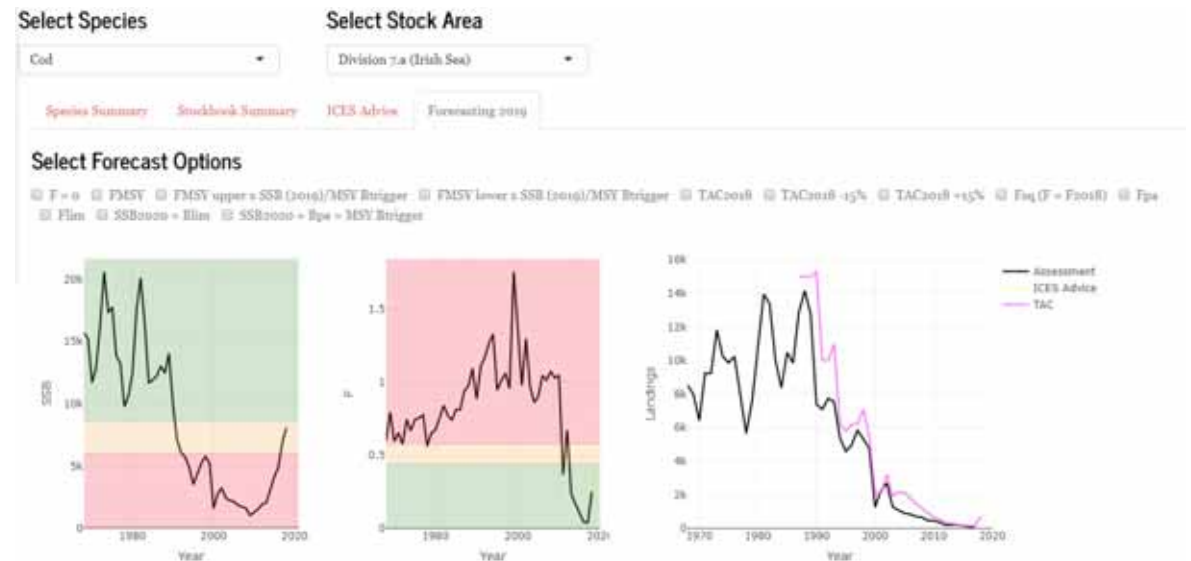 Select Species Select Stock Area
Cod Division 7.a (Irish Sea)
Species Summary Stockbook Summary ICES Advice Forecasting 2019
Select Forecast Options
F = 0 FMSY FMSY upper x SSB (2019)/MSY Btrigger FMSY lower x SSB (2019)/MSY Btrigger TAC2018 TAC2018 -15% TAC2018 +15% Fsq (F = F2018) Fpa
Flim SSB2020 = Blim SSB2020 = Bpa = MSY Btrigger
SSB
20k
15k
10k
5k
0
1980 2000 2020
Year
F
1.5
1
0.5
0
1980 2000 202
Year
Landings
16k
14k
12k
10k
8k
6k
4k
2k
0
1970 1980 1990 2000 2010 2020
Year
Assessment
ICES Advice
TAC